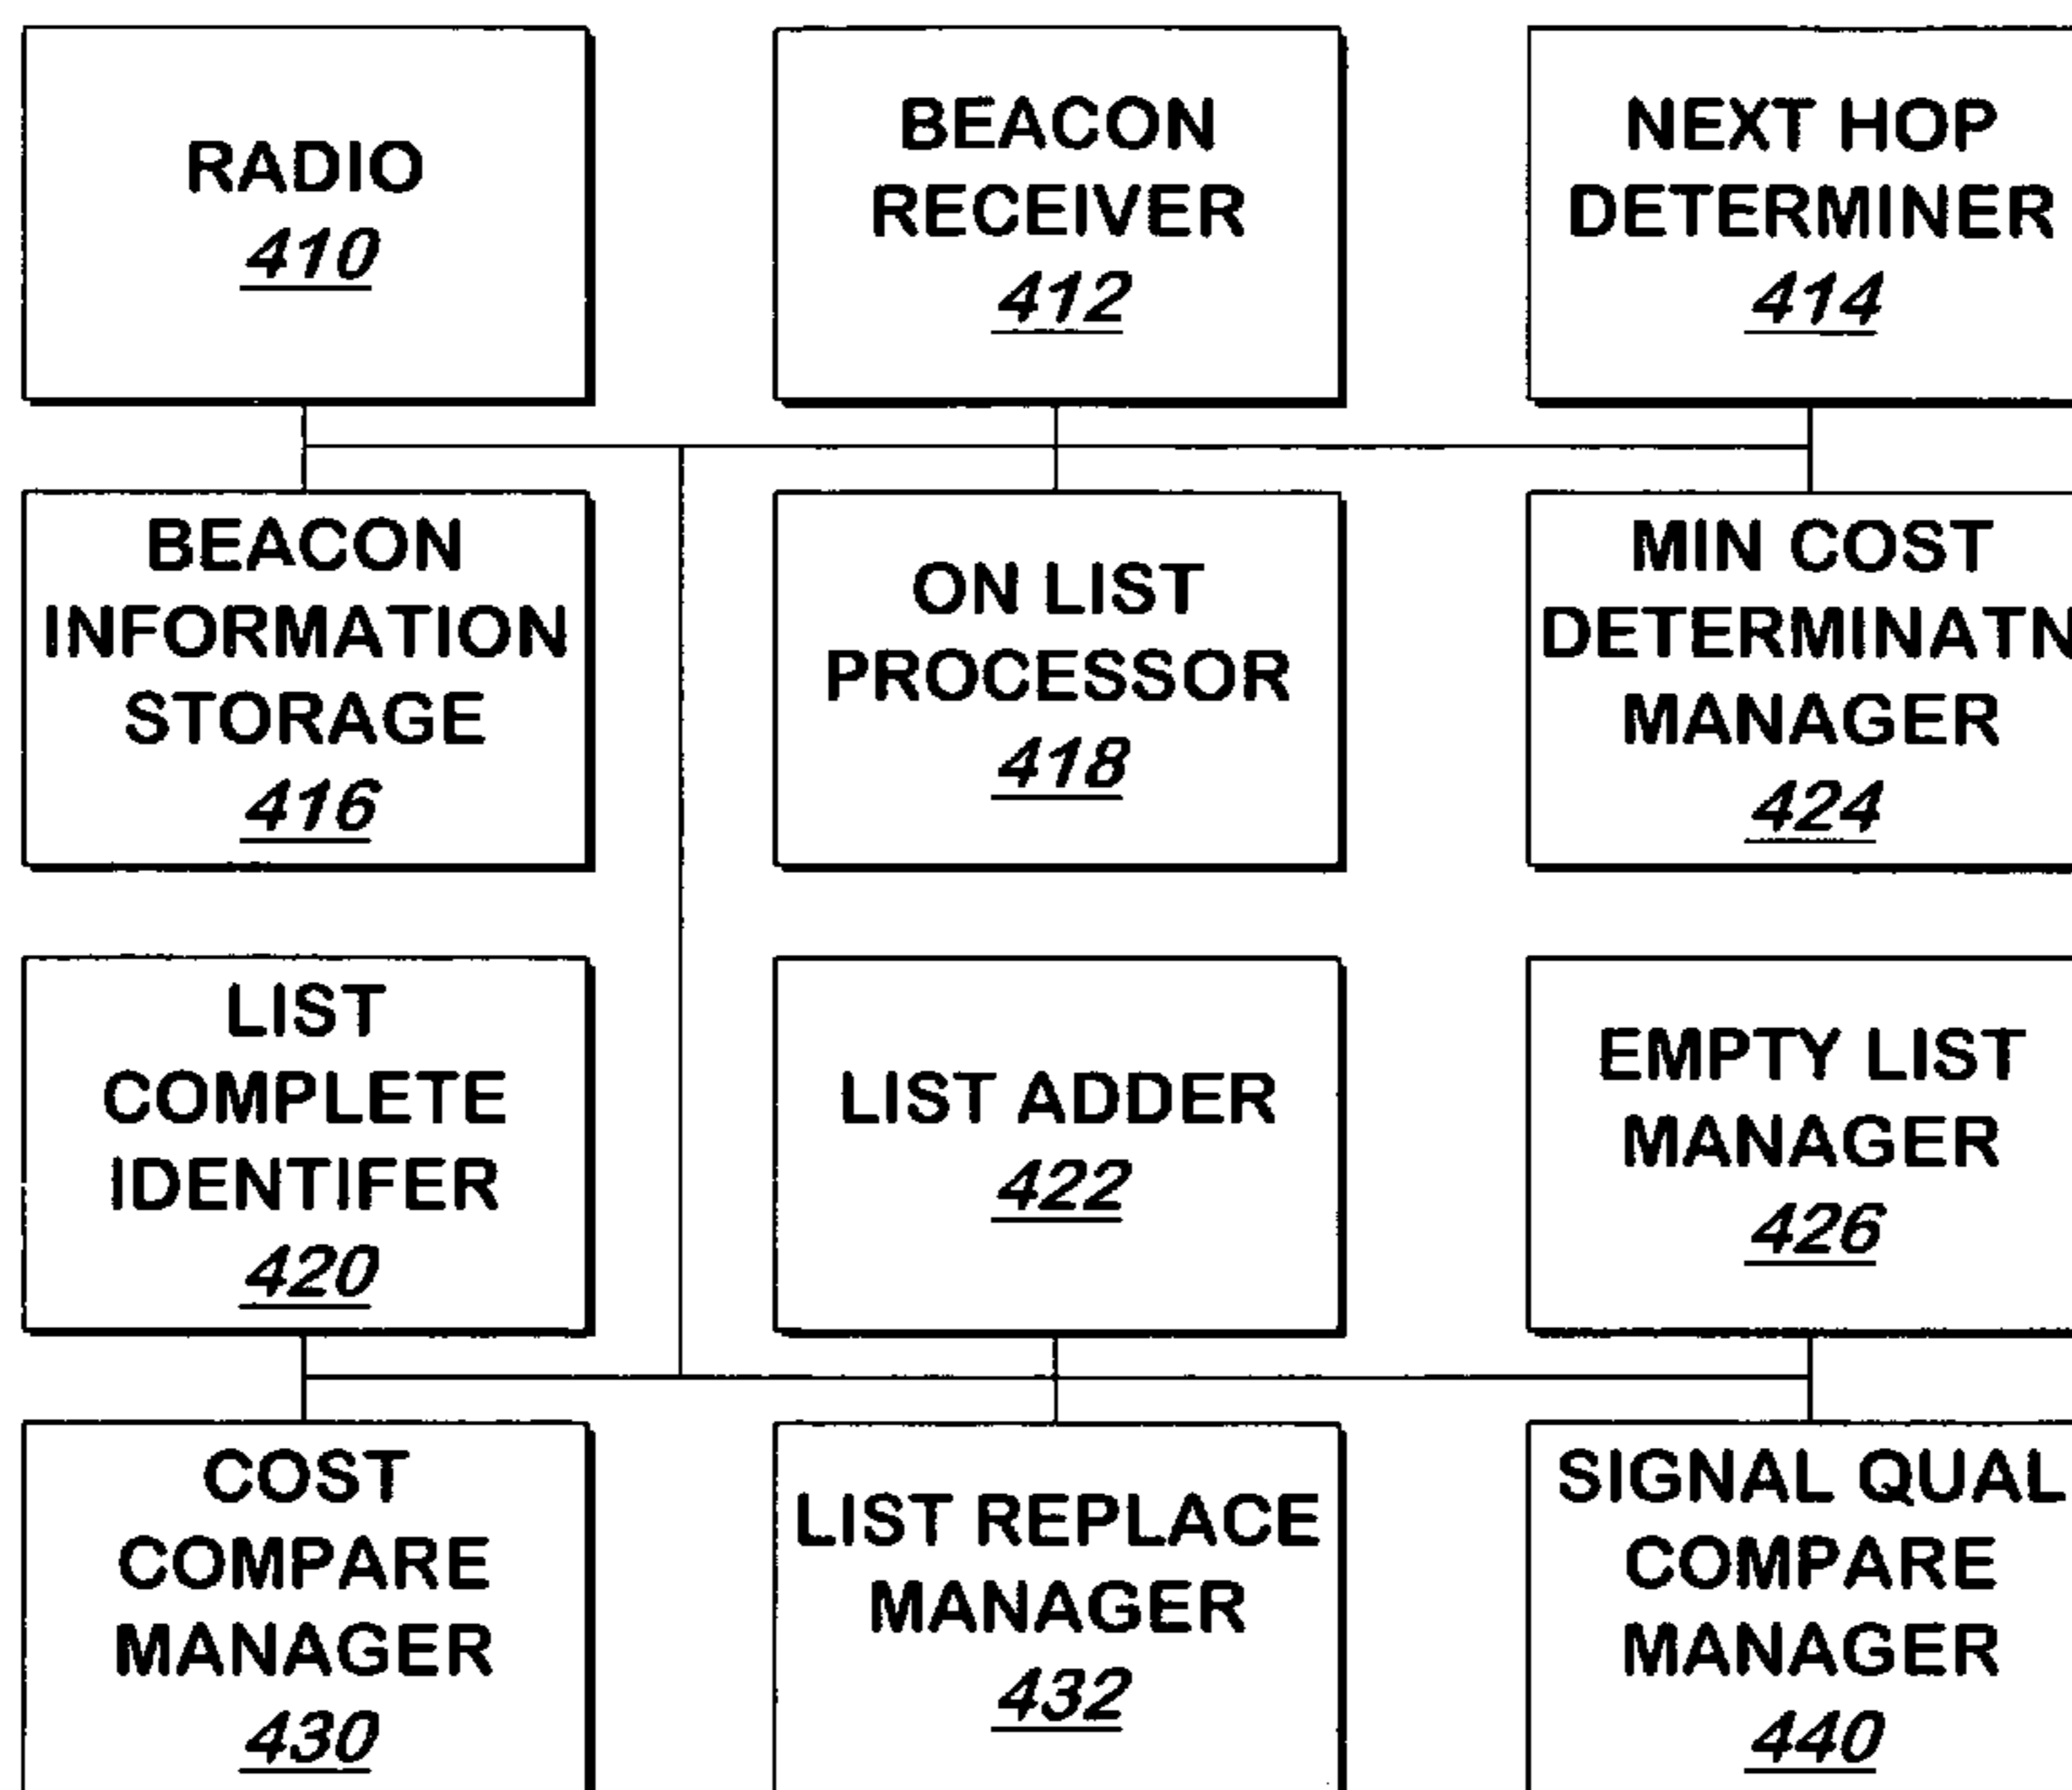 RADIO
410
BEACON
RECEIVER
412
NEXT HOP
DETERMINER
414
BEACON
INFORMATION
STORAGE
416
ON LIST
PROCESSOR
418
MIN COST
DETERMINATN
MANAGER
424
LIST
COMPLETE
IDENTIFER
420
LIST ADDER
422
EMPTY LIST
MANAGER
426
COST
COMPARE
MANAGER
430
LIST REPLACE
MANAGER
432
SIGNAL QUAL
COMPARE
MANAGER
440